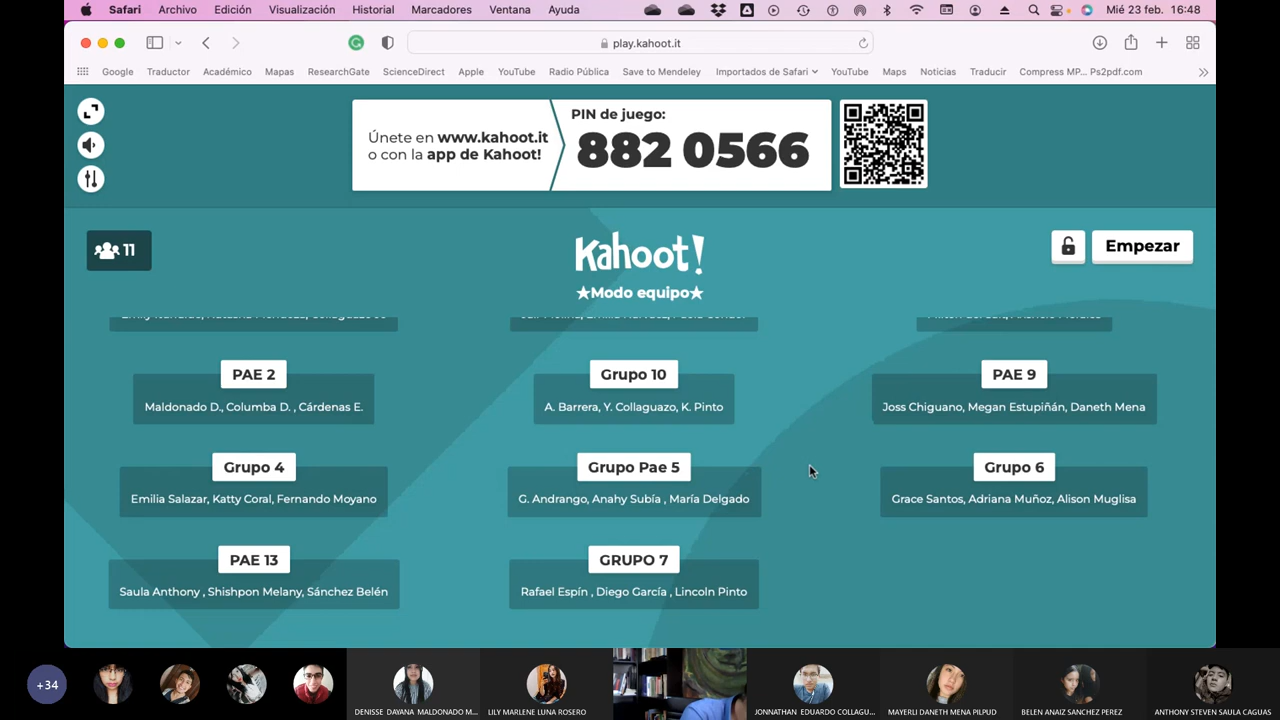 Safari Archivo Edición Visualización Historial Marcadores Ventana Ayuda Mié 23 feb. 16:48
play.kahoot.it
Google Traductor Académico Mapas ResearchGate ScienceDirect Apple YouTube Radio Pública Save to Mendeley Importados de Safari YouTube Maps Noticias Traducir Compress MP... Ps2pdf.com
Únete en www.kahoot.it
o con la app de Kahoot!
PIN de juego:
882 0566
11
Kahoot!
Empezar
★Modo equipo★
PAE 2
Maldonado D., Columba D. , Cárdenas E.
Grupo 10
A. Barrera, Y. Collaguazo, K. Pinto
PAE 9
Joss Chiguano, Megan Estupiñán, Daneth Mena
Grupo 4
Emilia Salazar, Katty Coral, Fernando Moyano
Grupo Pae 5
G. Andrango, Anahy Subía , María Delgado
Grupo 6
Grace Santos, Adriana Muñoz, Alison Muglisa
PAE 13
Saula Anthony , Shishpon Melany, Sánchez Belén
GRUPO 7
Rafael Espín , Diego García , Lincoln Pinto
+34
DENISSE DAYANA MALDONADO M...
LILY MARLENE LUNA ROSERO
JONNATHAN EDUARDO COLLAGU...
MAYERLI DANETH MENA PILPUD
BELEN ANAIZ SANCHEZ PEREZ
ANTHONY STEVEN SAULA CAGUAS